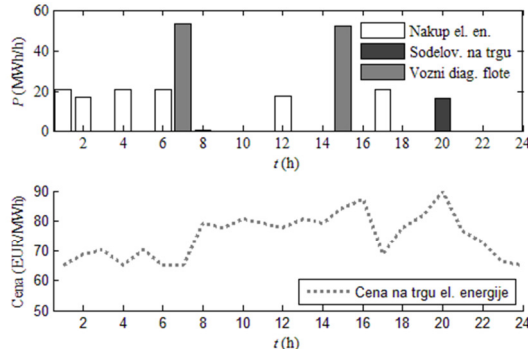 60
40
20
0
P (MWh/h)
Nakup el. en.
Sodelov. na trgu
Vozni diag. flote
2 4 6 8 10 12 14 16 18 20 22 24
t (h)
90
80
70
60
50
Cena (EUR/MWh)
Cena na trgu el. energije
2 4 6 8 10 12 14 16 18 20 22 24
t (h)